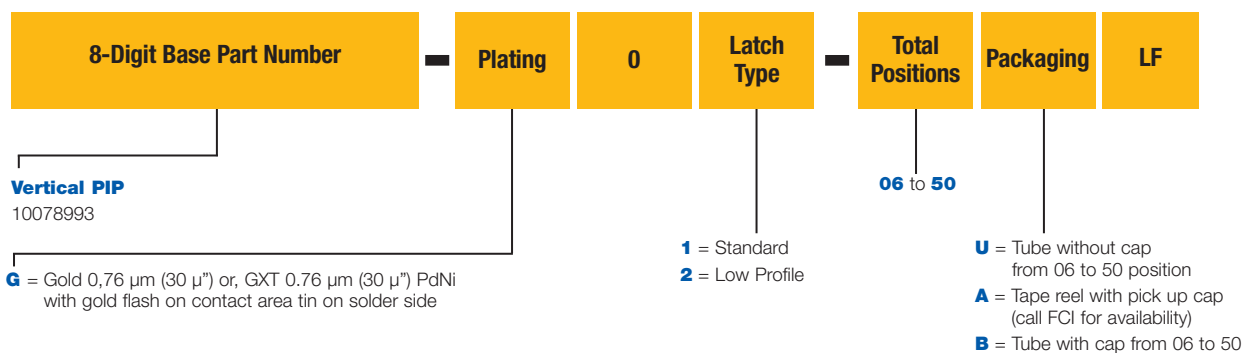 8-Digit Base Part Number - Plating 0 Latch Type - Total Positions Packaging LF
Vertical PIP
10078993
06 to 50
G = Gold 0,76 µm (30 µ") or, GXT 0.76 µm (30 µ") PdNi
with gold flash on contact area tin on solder side
1 = Standard
2 = Low Profile
U = Tube without cap
from 06 to 50 position
A = Tape reel with pick up cap
(call FCI for availability)
B = Tube with cap from 06 to 50